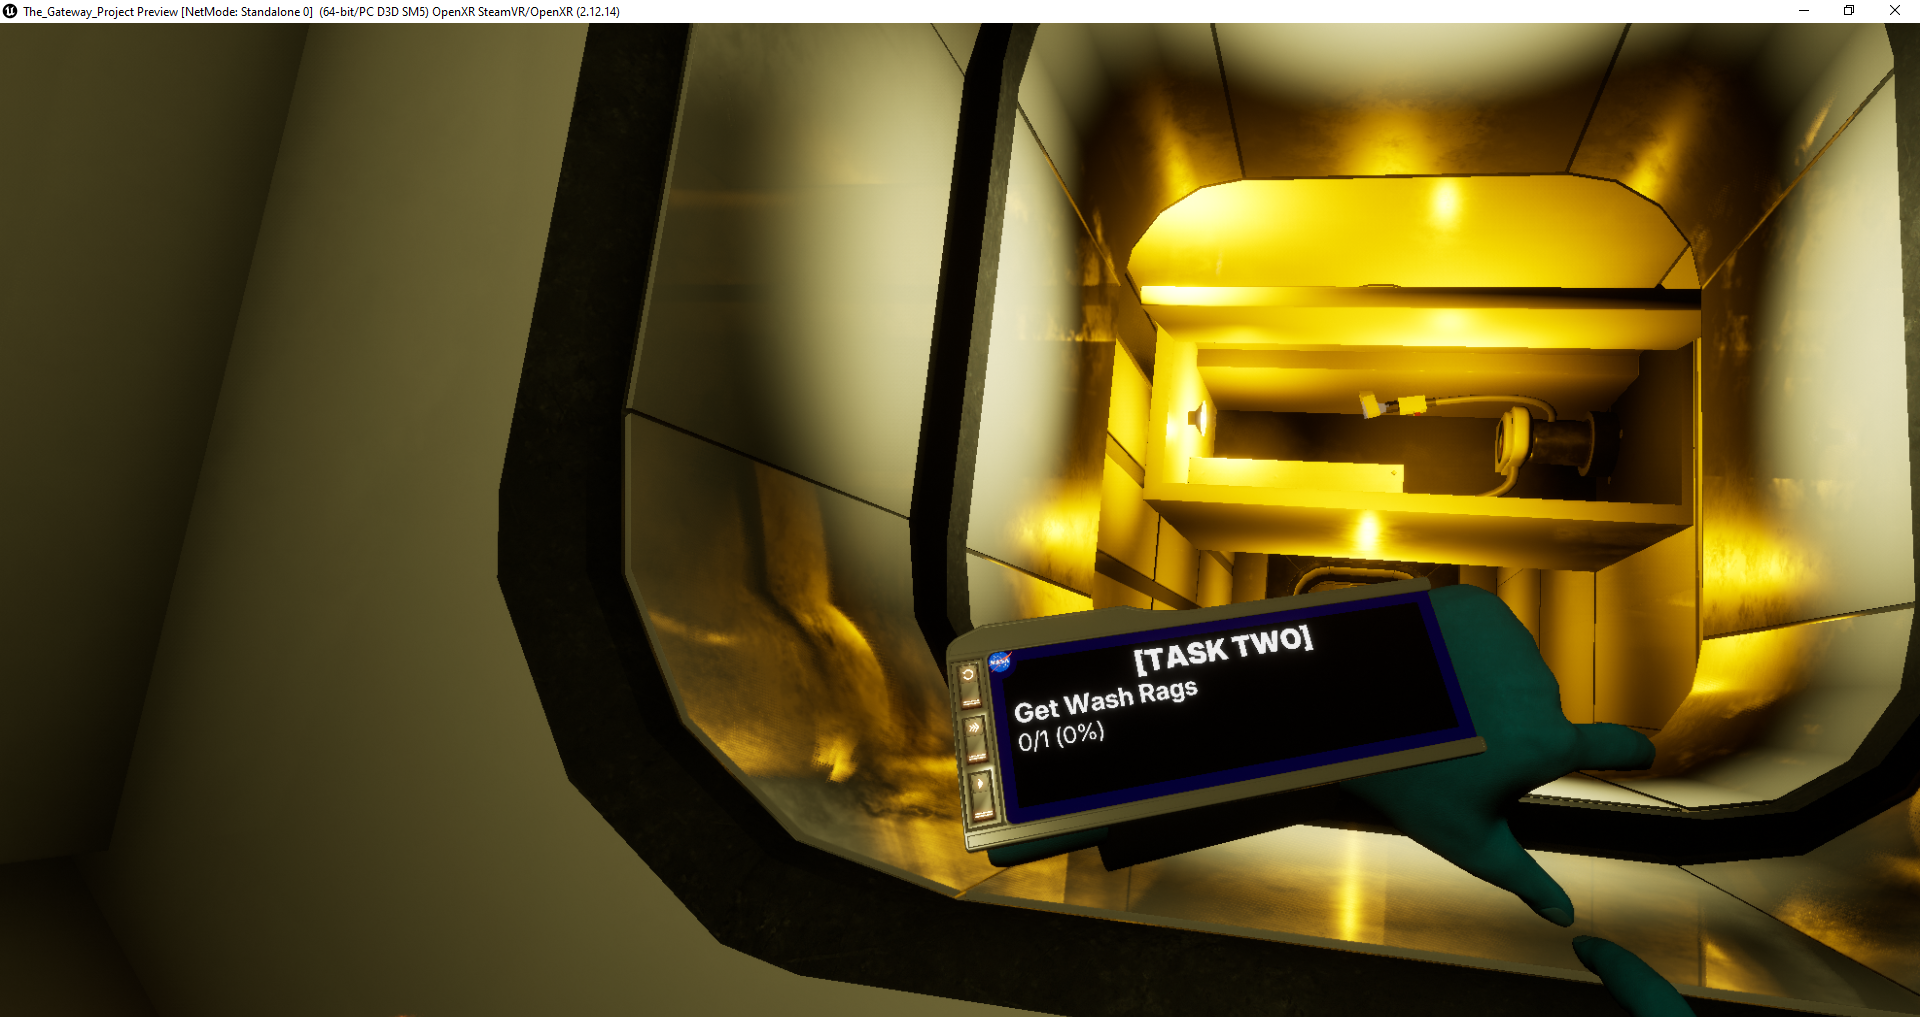 The_Gateway_Project Preview [NetMode: Standalone 0] (64-bit/PC D3D SM5) OpenXR SteamVR/OpenXR (2.12.14)
NASA
[TASK TWO]
Get Wash Rags
0/1 (0%)